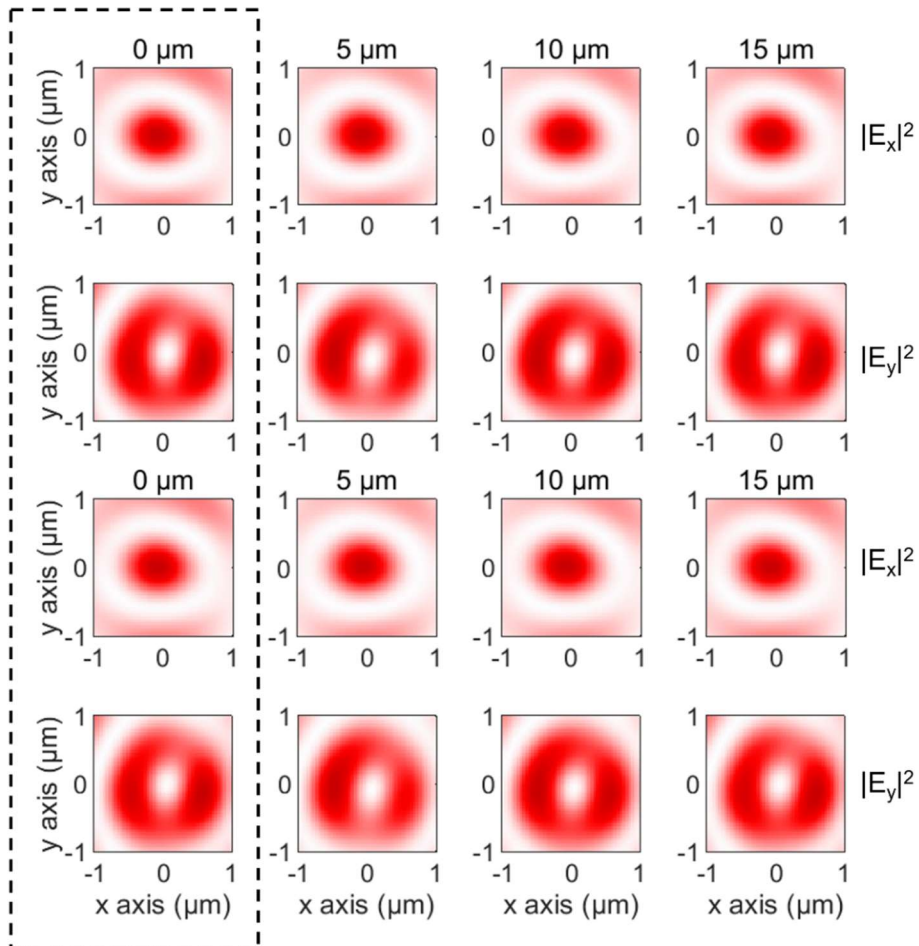 0 µm 5 µm 10 µm 15 µm
y axis (µm) 1 0 -1 1 0 -1 1 0 -1 1 0 -1 |Eₓ|²
-1 0 1 -1 0 1 -1 0 1 -1 0 1
y axis (µm) 1 0 -1 1 0 -1 1 0 -1 1 0 -1 |E_y|²
-1 0 1 -1 0 1 -1 0 1 -1 0 1
0 µm 5 µm 10 µm 15 µm
y axis (µm) 1 0 -1 1 0 -1 1 0 -1 1 0 -1 |Eₓ|²
-1 0 1 -1 0 1 -1 0 1 -1 0 1
y axis (µm) 1 0 -1 1 0 -1 1 0 -1 1 0 -1 |E_y|²
-1 0 1 -1 0 1 -1 0 1 -1 0 1
x axis (µm) x axis (µm) x axis (µm) x axis (µm)